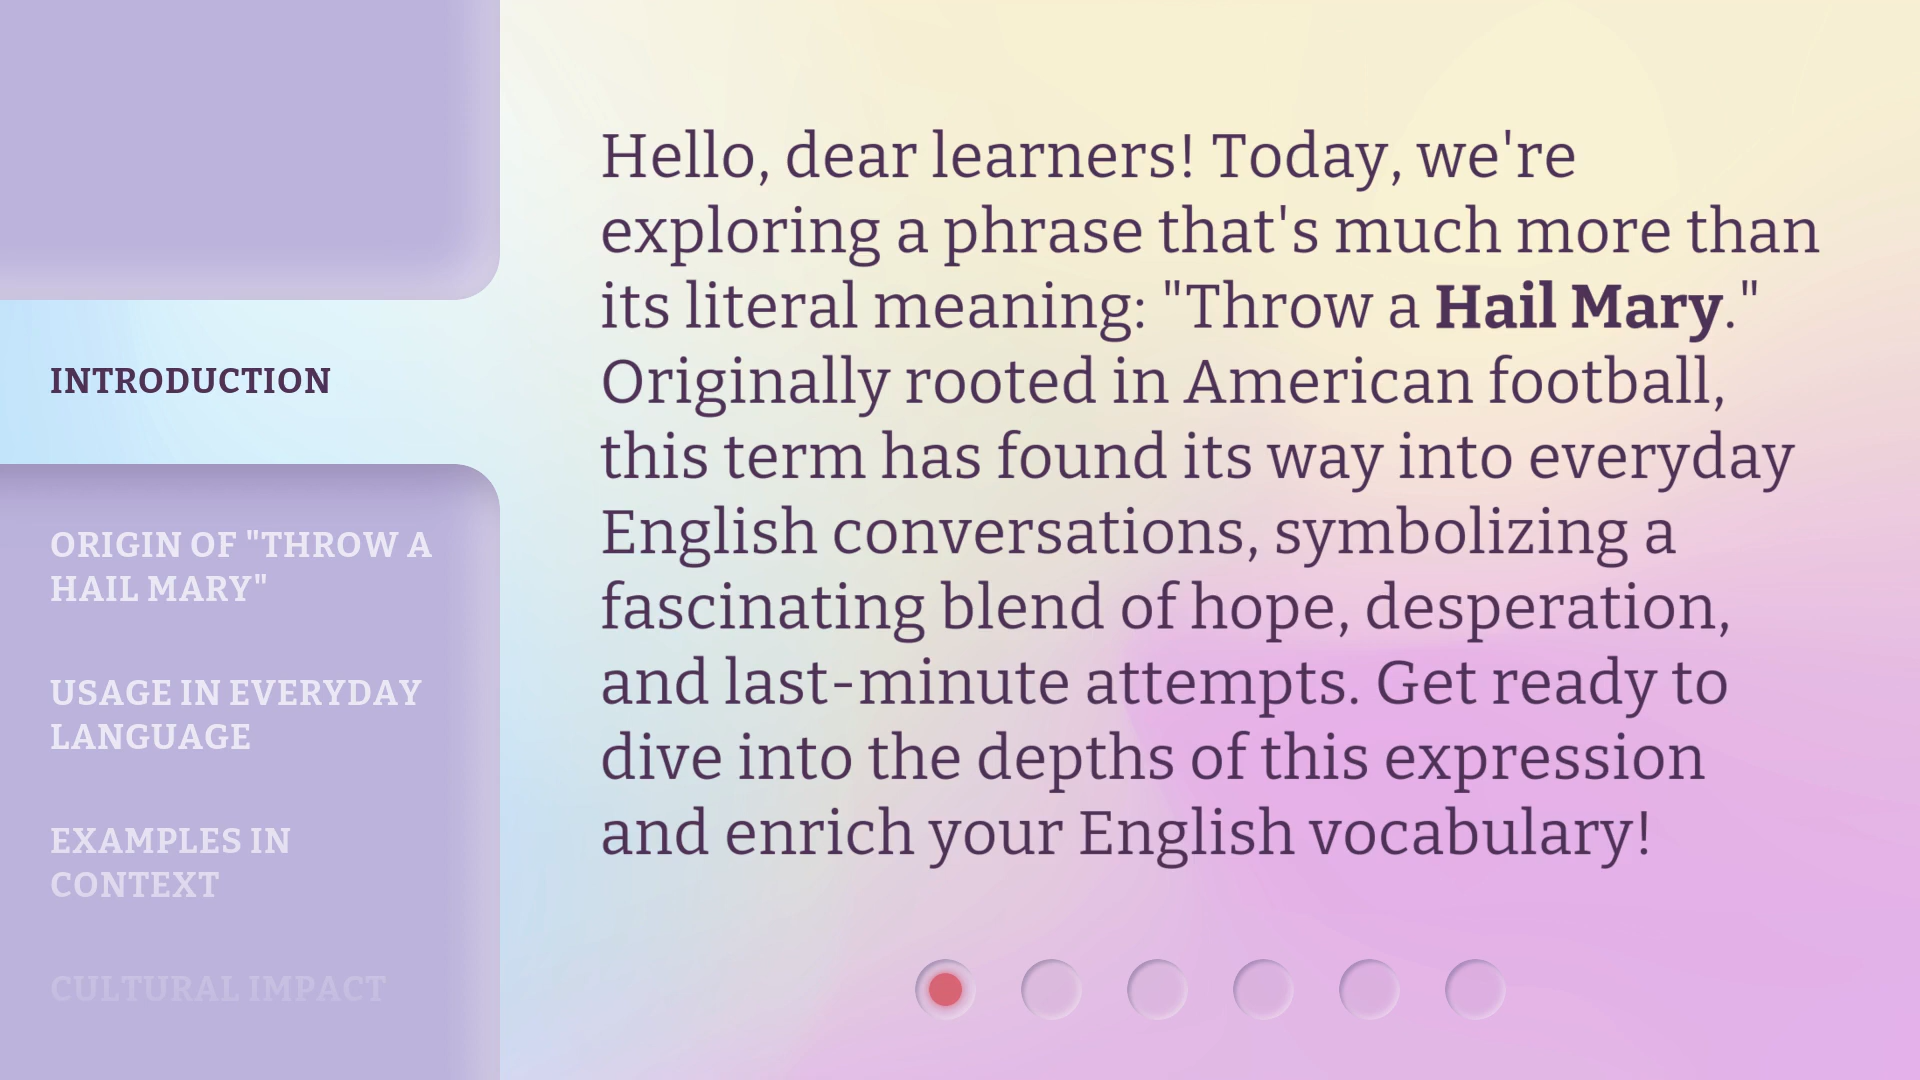 INTRODUCTION
ORIGIN OF "THROW A
HAIL MARY"
USAGE IN EVERYDAY
LANGUAGE
EXAMPLES IN
CONTEXT
CULTURAL IMPACT
Hello, dear learners! Today, we're
exploring a phrase that's much more than
its literal meaning: "Throw a Hail Mary."
Originally rooted in American football,
this term has found its way into everyday
English conversations, symbolizing a
fascinating blend of hope, desperation,
and last-minute attempts. Get ready to
dive into the depths of this expression
and enrich your English vocabulary!